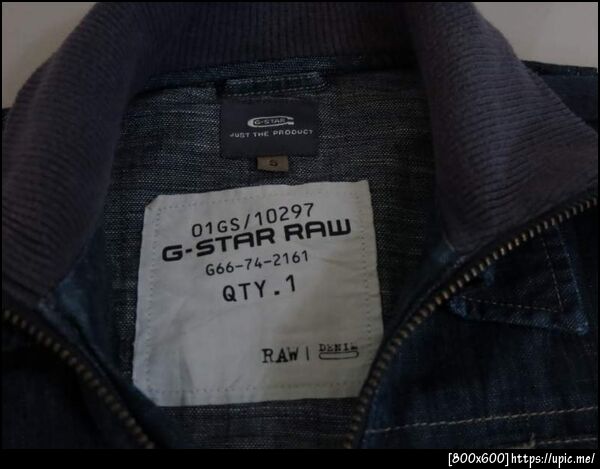 G-STAR
JUST THE PRODUCT
S
01GS/10297
G-STAR RAW
G66-74-2161
QTY.1
RAW | DENIM
[800x600]https://upic.me/